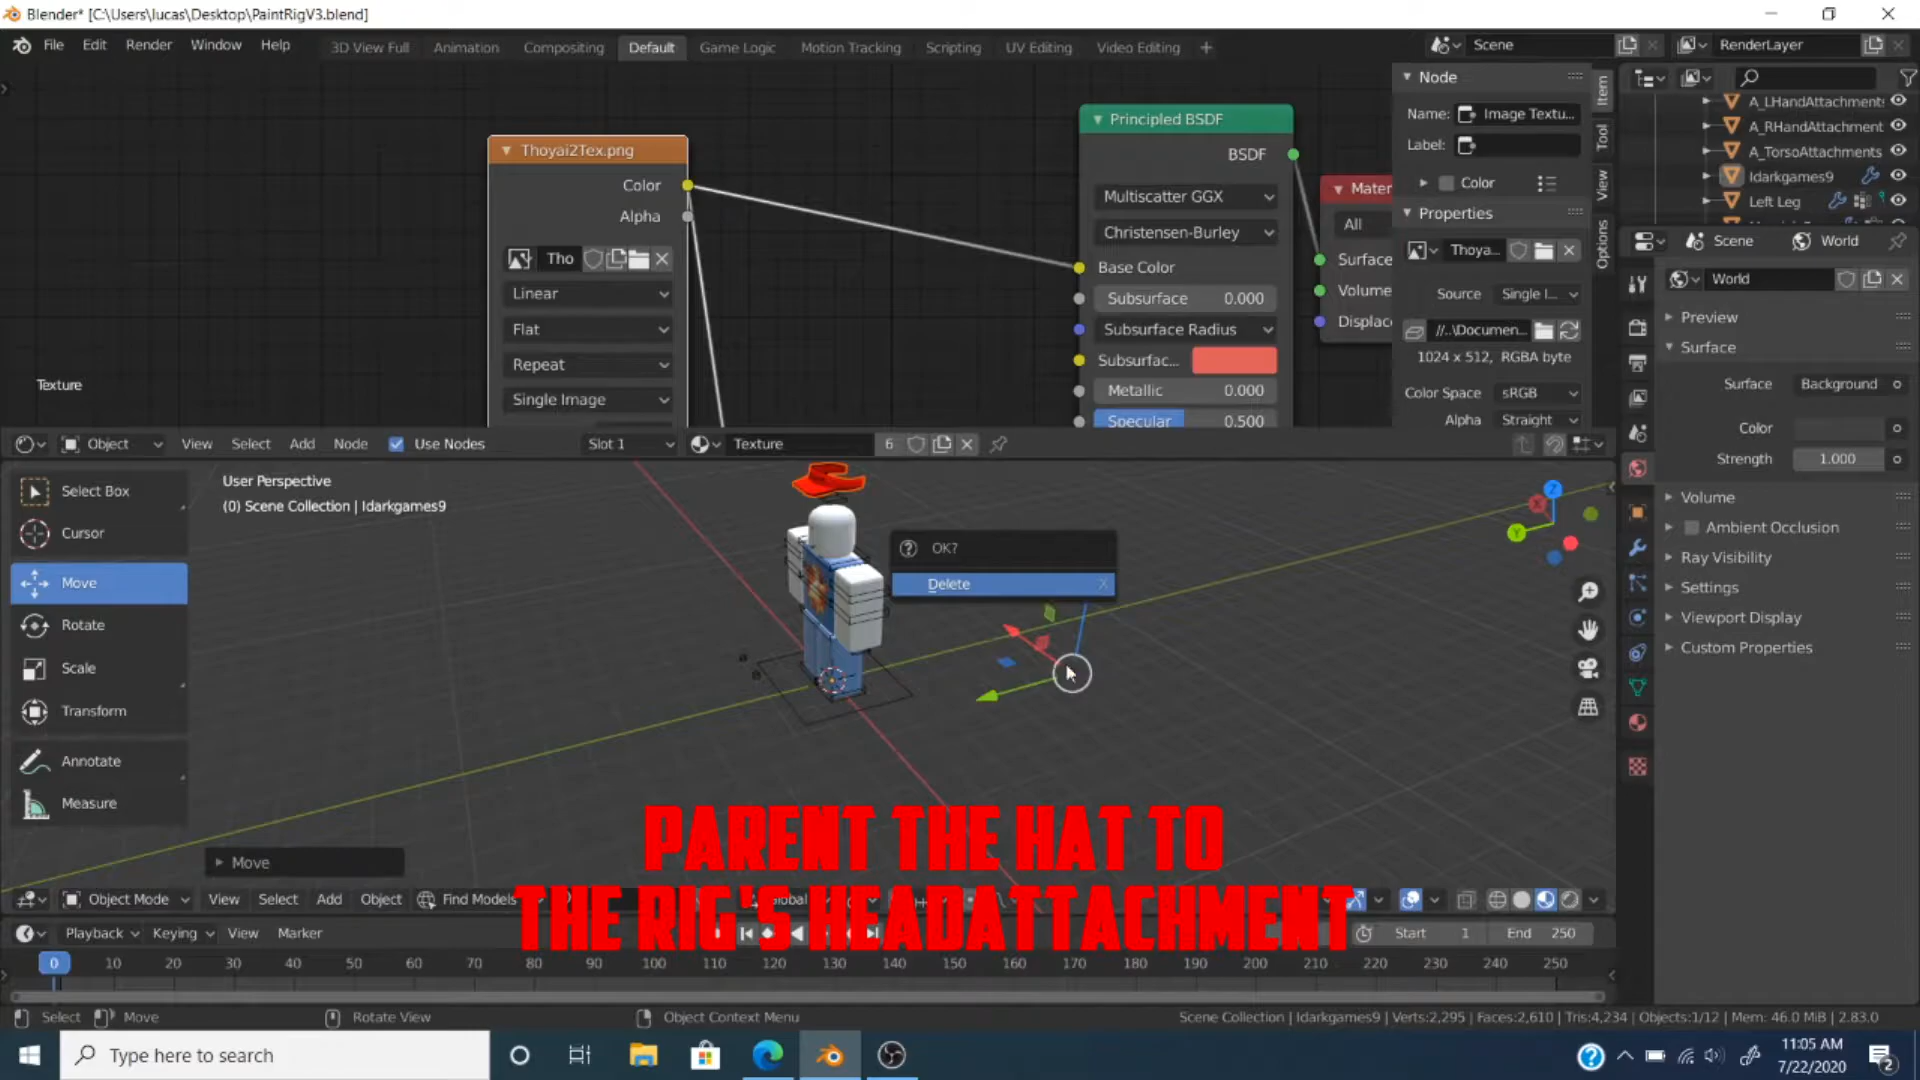 Blender* [C:\Users\lucas\Desktop\PaintRigV3.blend]
File Edit Render Window Help 3D View Full Animation Compositing Default Game Logic Motion Tracking Scripting UV Editing Video Editing + Scene RenderLayer
Thoyai2Tex.png
Color
Alpha
Tho
Linear
Flat
Repeat
Single Image
Texture
Principled BSDF
BSDF
Multiscatter GGX
Christensen-Burley
Base Color
Subsurface 0.000
Subsurface Radius
Subsurfac...
Metallic 0.000
Specular 0.500
Mater
All
Surface
Volume
Displace
Node
Name: Image Textu...
Label:
Color
Properties
Thoya...
Source Single I...
//..\Documen...
1024 x 512, RGBA byte
Color Space sRGB
Alpha Straight
Item
Tool
View
Options
A_LHandAttachments
A_RHandAttachment
A_TorsoAttachments
Idarkgames9
Left Leg
Scene World
World
Preview
Surface
Surface Background
Color
Strength 1.000
Volume
Ambient Occlusion
Ray Visibility
Settings
Viewport Display
Custom Properties
Object View Select Add Node Use Nodes Slot 1 Texture 6
Select Box
Cursor
Move
Rotate
Scale
Transform
Annotate
Measure
User Perspective
(0) Scene Collection | Idarkgames9
OK?
Delete X
Z
X
Y
Move
PARENT THE HAT TO
THE RIG'S HEADATTACHMENT
Object Mode View Select Add Object Find Models Global
Playback Keying View Marker Start 1 End 250
0 10 20 30 40 50 60 70 80 90 100 110 120 130 140 150 160 170 180 190 200 210 220 230 240 250
Select Move Rotate View Object Context Menu Scene Collection | Idarkgames9 | Verts:2,295 | Faces:2,610 | Tris:4,234 | Objects:1/12 | Mem: 46.0 MiB | 2.83.0
Type here to search
11:05 AM
7/22/2020
2